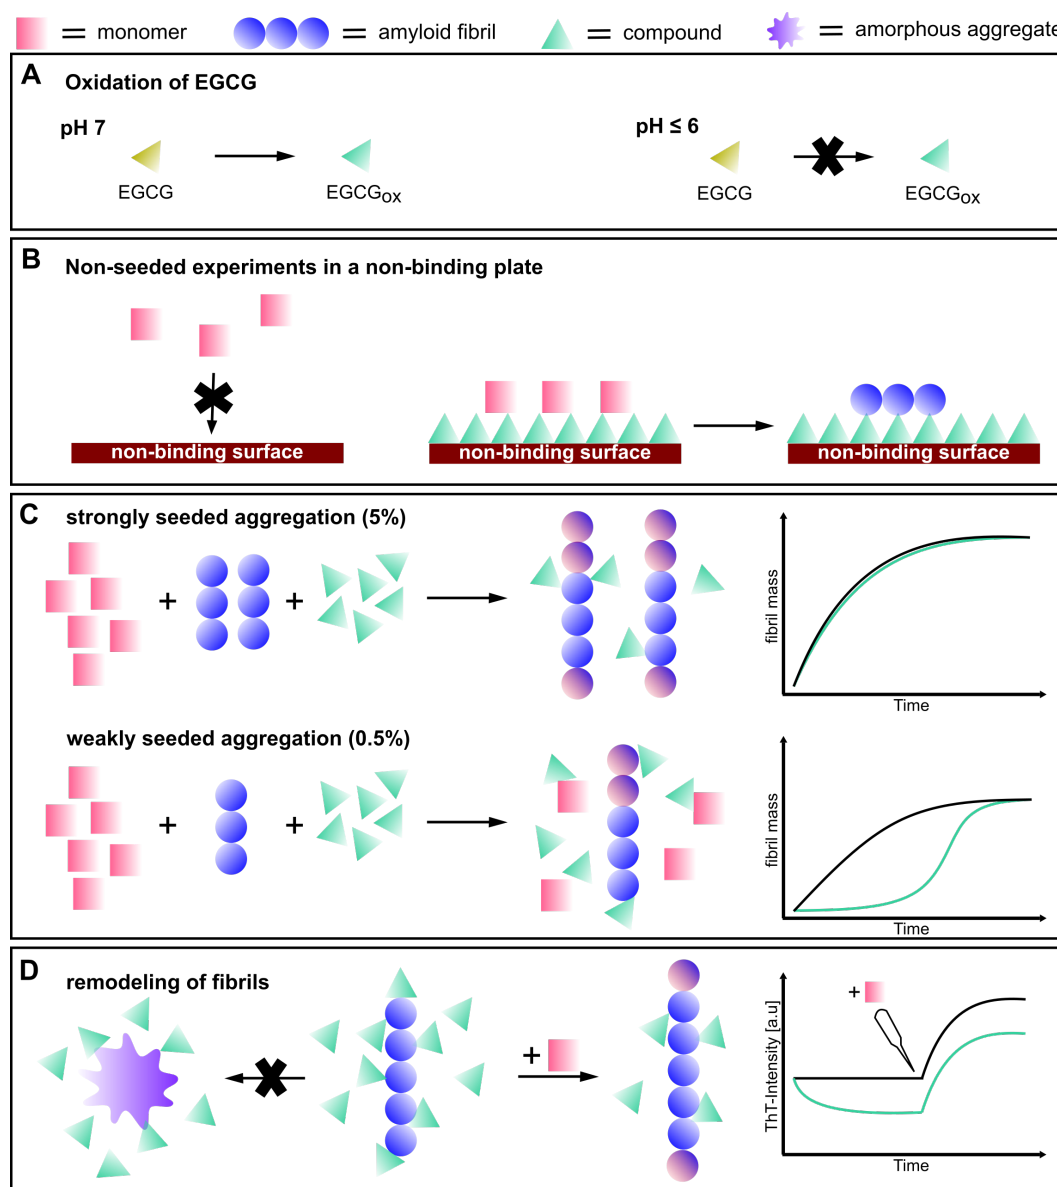 = monomer = amyloid fibril = compound = amorphous aggregate
A Oxidation of EGCG
pH 7 pH ≤ 6
EGCG EGCGox EGCG EGCGox
B Non-seeded experiments in a non-binding plate
non-binding surface non-binding surface non-binding surface
C strongly seeded aggregation (5%)
+ +
fibril mass
Time
weakly seeded aggregation (0.5%)
+ +
fibril mass
Time
D remodeling of fibrils
+
+
ThT-Intensity [a.u]
Time